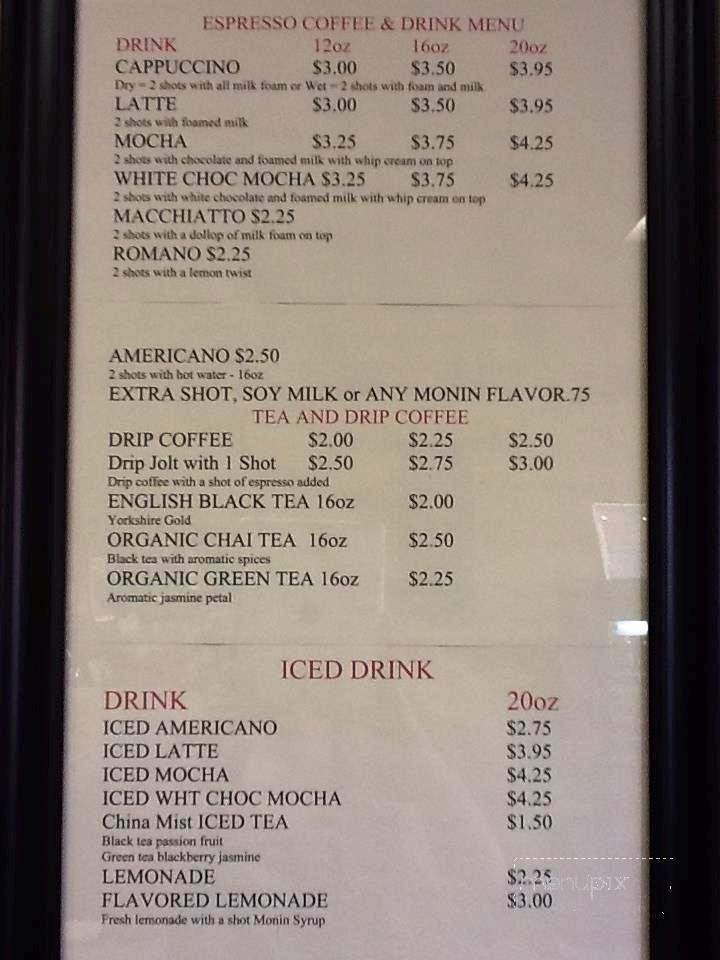 ESPRESSO COFFEE & DRINK MENU
DRINK 12oz 16oz 20oz
CAPPUCCINO $3.00 $3.50 $3.95
Dry = 2 shots with all milk foam or Wet = 2 shots with foam and milk
LATTE $3.00 $3.50 $3.95
2 shots with foamed milk
MOCHA $3.25 $3.75 $4.25
2 shots with chocolate and foamed milk with whip cream on top
WHITE CHOC MOCHA $3.25 $3.75 $4.25
2 shots with white chocolate and foamed milk with whip cream on top
MACCHIATTO $2.25
2 shots with a dollop of milk foam on top
ROMANO $2.25
2 shots with a lemon twist
AMERICANO $2.50
2 shots with hot water - 16oz
EXTRA SHOT, SOY MILK or ANY MONIN FLAVOR.75
TEA AND DRIP COFFEE
DRIP COFFEE $2.00 $2.25 $2.50
Drip Jolt with 1 Shot $2.50 $2.75 $3.00
Drip coffee with a shot of espresso added
ENGLISH BLACK TEA 16oz $2.00
Yorkshire Gold
ORGANIC CHAI TEA 16oz $2.50
Black tea with aromatic spices
ORGANIC GREEN TEA 16oz $2.25
Aromatic jasmine petal
ICED DRINK
DRINK 20oz
ICED AMERICANO $2.75
ICED LATTE $3.95
ICED MOCHA $4.25
ICED WHT CHOC MOCHA $4.25
China Mist ICED TEA $1.50
Black tea passion fruit
Green tea blackberry jasmine
LEMONADE $2.25
menupix
FLAVORED LEMONADE $3.00
Fresh lemonade with a shot Monin Syrup